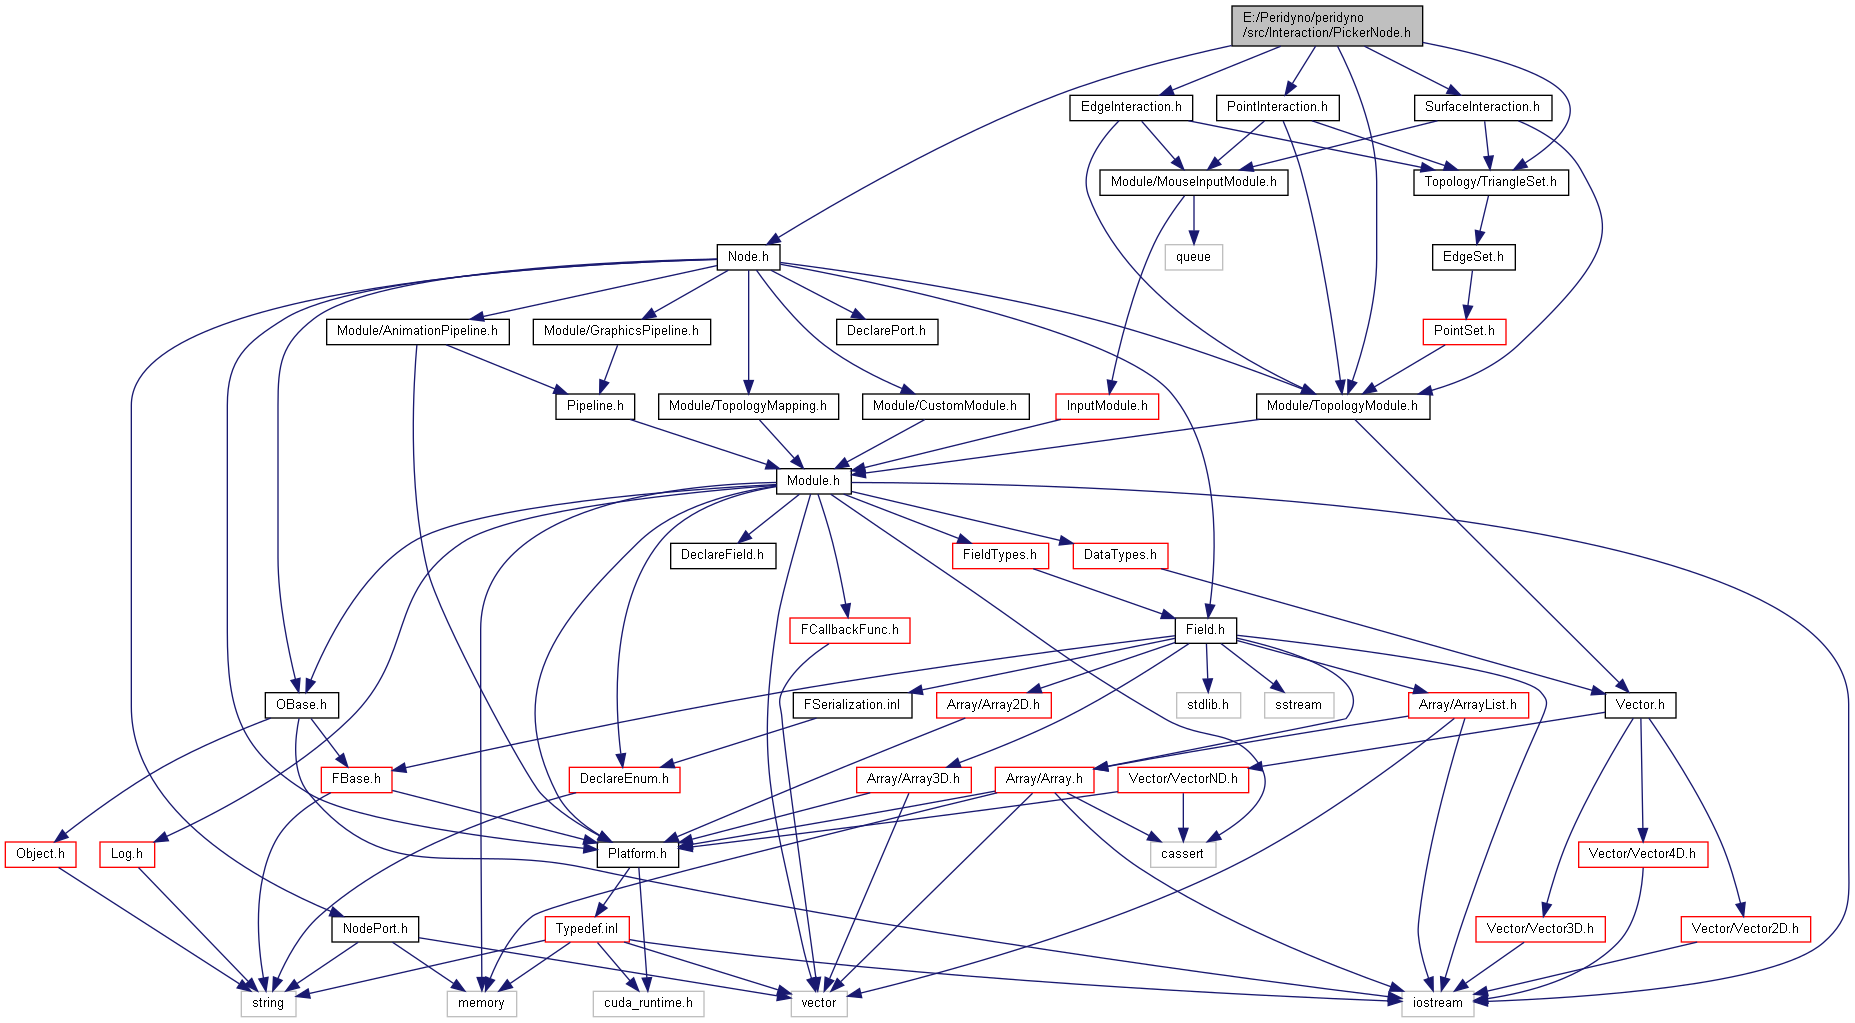 E:/Peridyno/peridyno
/src/Interaction/PickerNode.h
EdgeInteraction.h
PointInteraction.h
SurfaceInteraction.h
Module/MouseInputModule.h
Topology/TriangleSet.h
Node.h
queue
EdgeSet.h
Module/AnimationPipeline.h
Module/GraphicsPipeline.h
DeclarePort.h
PointSet.h
Pipeline.h
Module/TopologyMapping.h
Module/CustomModule.h
InputModule.h
Module/TopologyModule.h
Module.h
DeclareField.h
FieldTypes.h
DataTypes.h
FCallbackFunc.h
Field.h
OBase.h
FSerialization.inl
Array/Array2D.h
stdlib.h
sstream
Array/ArrayList.h
Vector.h
FBase.h
DeclareEnum.h
Array/Array3D.h
Array/Array.h
Vector/VectorND.h
Object.h
Log.h
Platform.h
cassert
Vector/Vector4D.h
NodePort.h
Typedef.inl
Vector/Vector3D.h
Vector/Vector2D.h
string
memory
cuda_runtime.h
vector
iostream